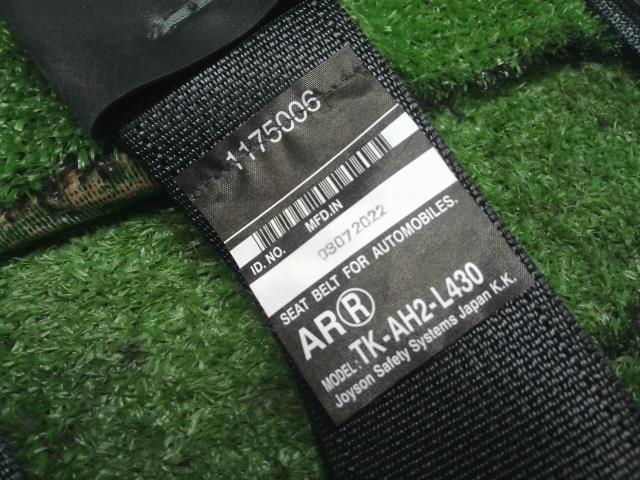 1175006
ID. NO.
MFD.IN
03072022
SEAT BELT FOR AUTOMOBILES.
AR Ⓡ
MODEL: TK-AH2-L430
Joyson Safety Systems Japan K.K.